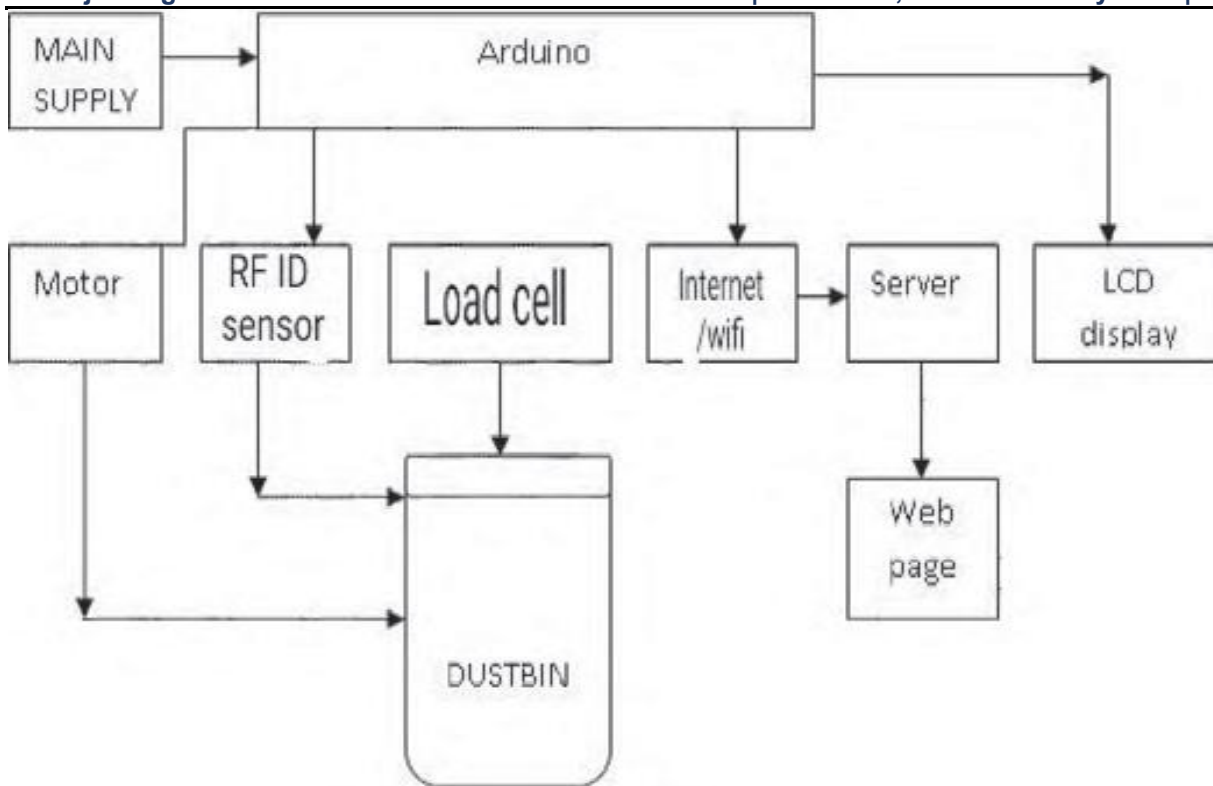 MAIN
SUPPLY
Arduino
Motor
RF ID
sensor
Load cell
Internet
/wifi
Server
LCD
display
Web
page
DUSTBIN